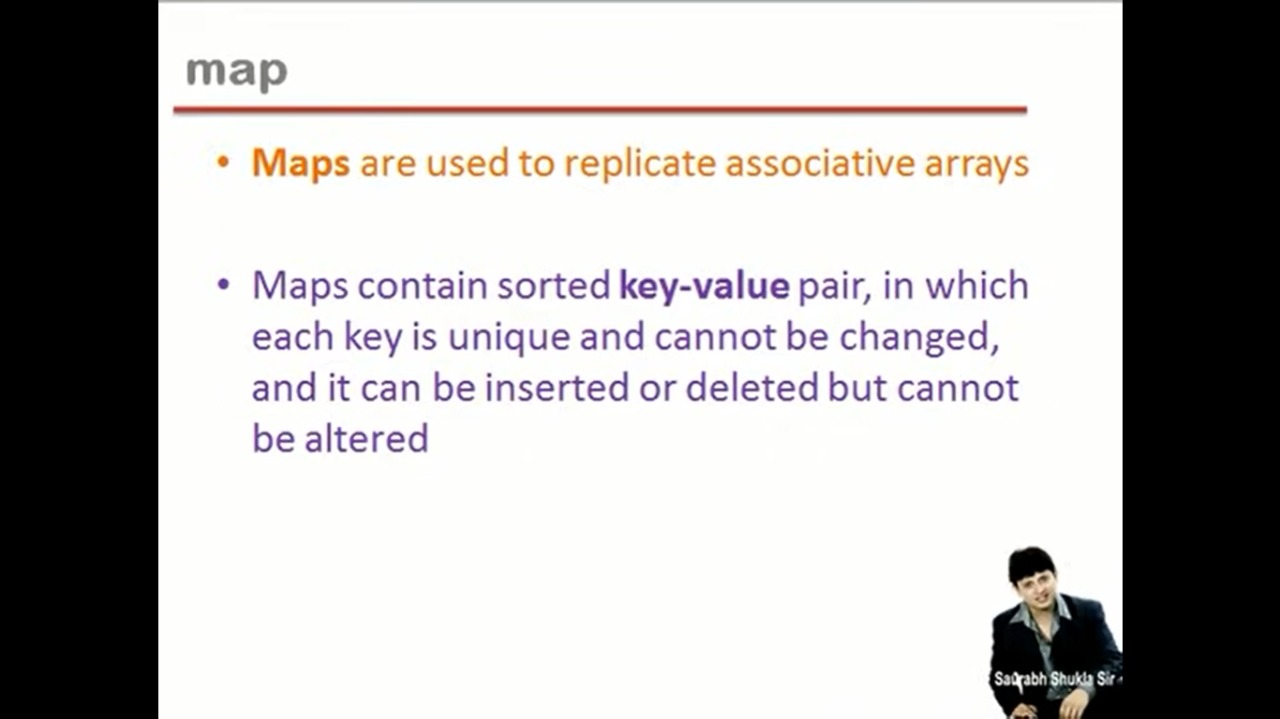 map
• Maps are used to replicate associative arrays
• Maps contain sorted key-value pair, in which
each key is unique and cannot be changed,
and it can be inserted or deleted but cannot
be altered
Saurabh Shukla Sir